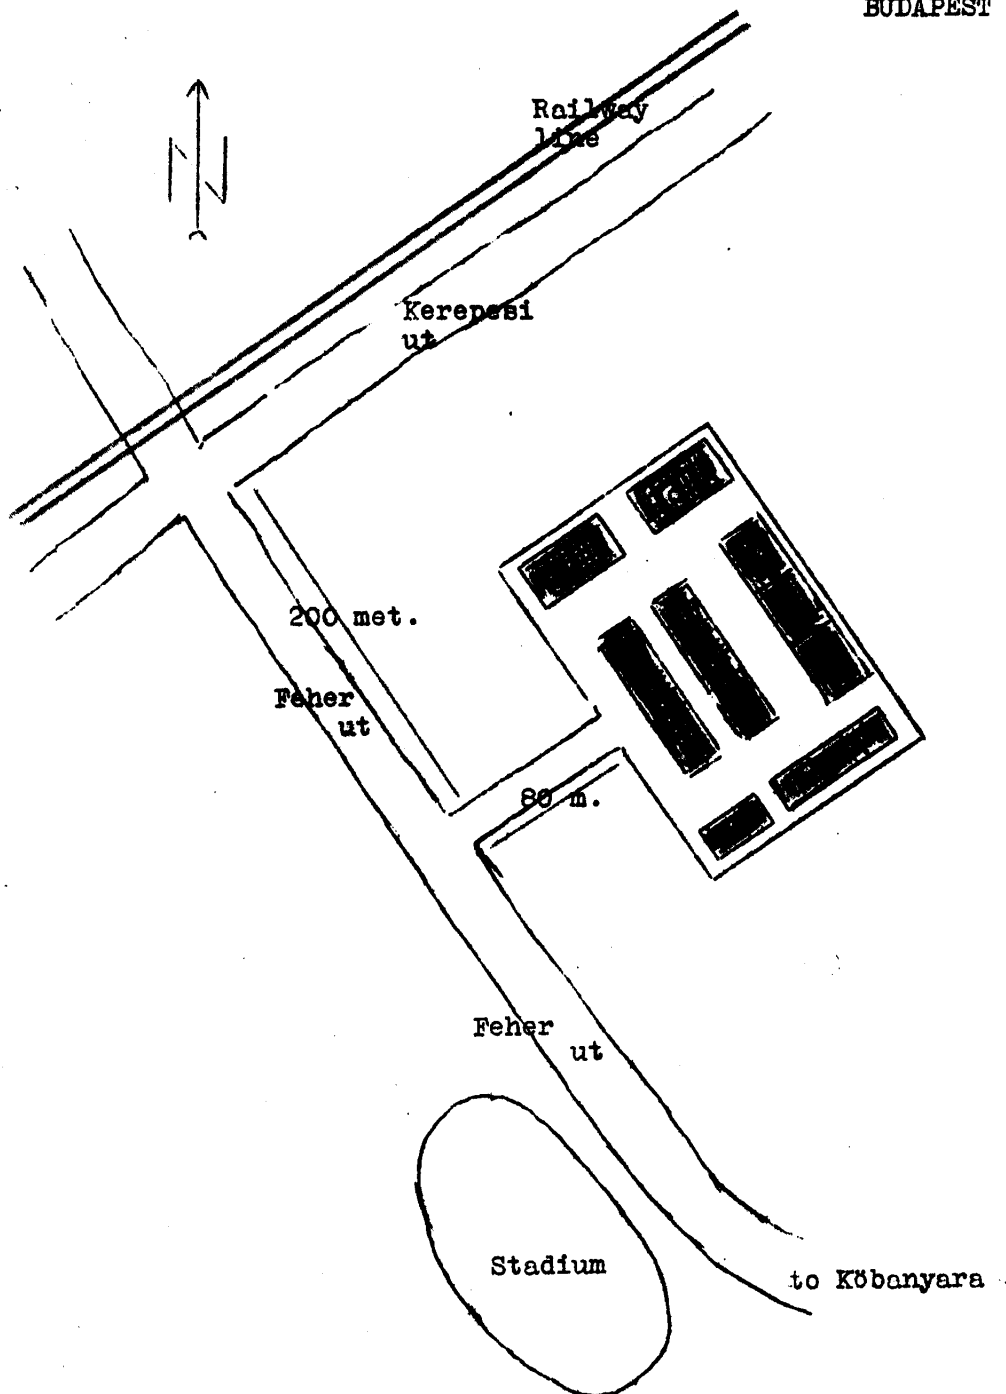 BUDAPEST
N
Railway
line
Kerepesi
ut
200 met.
Feher
ut
80 m.
Feher
ut
Stadium
to Köbanyara